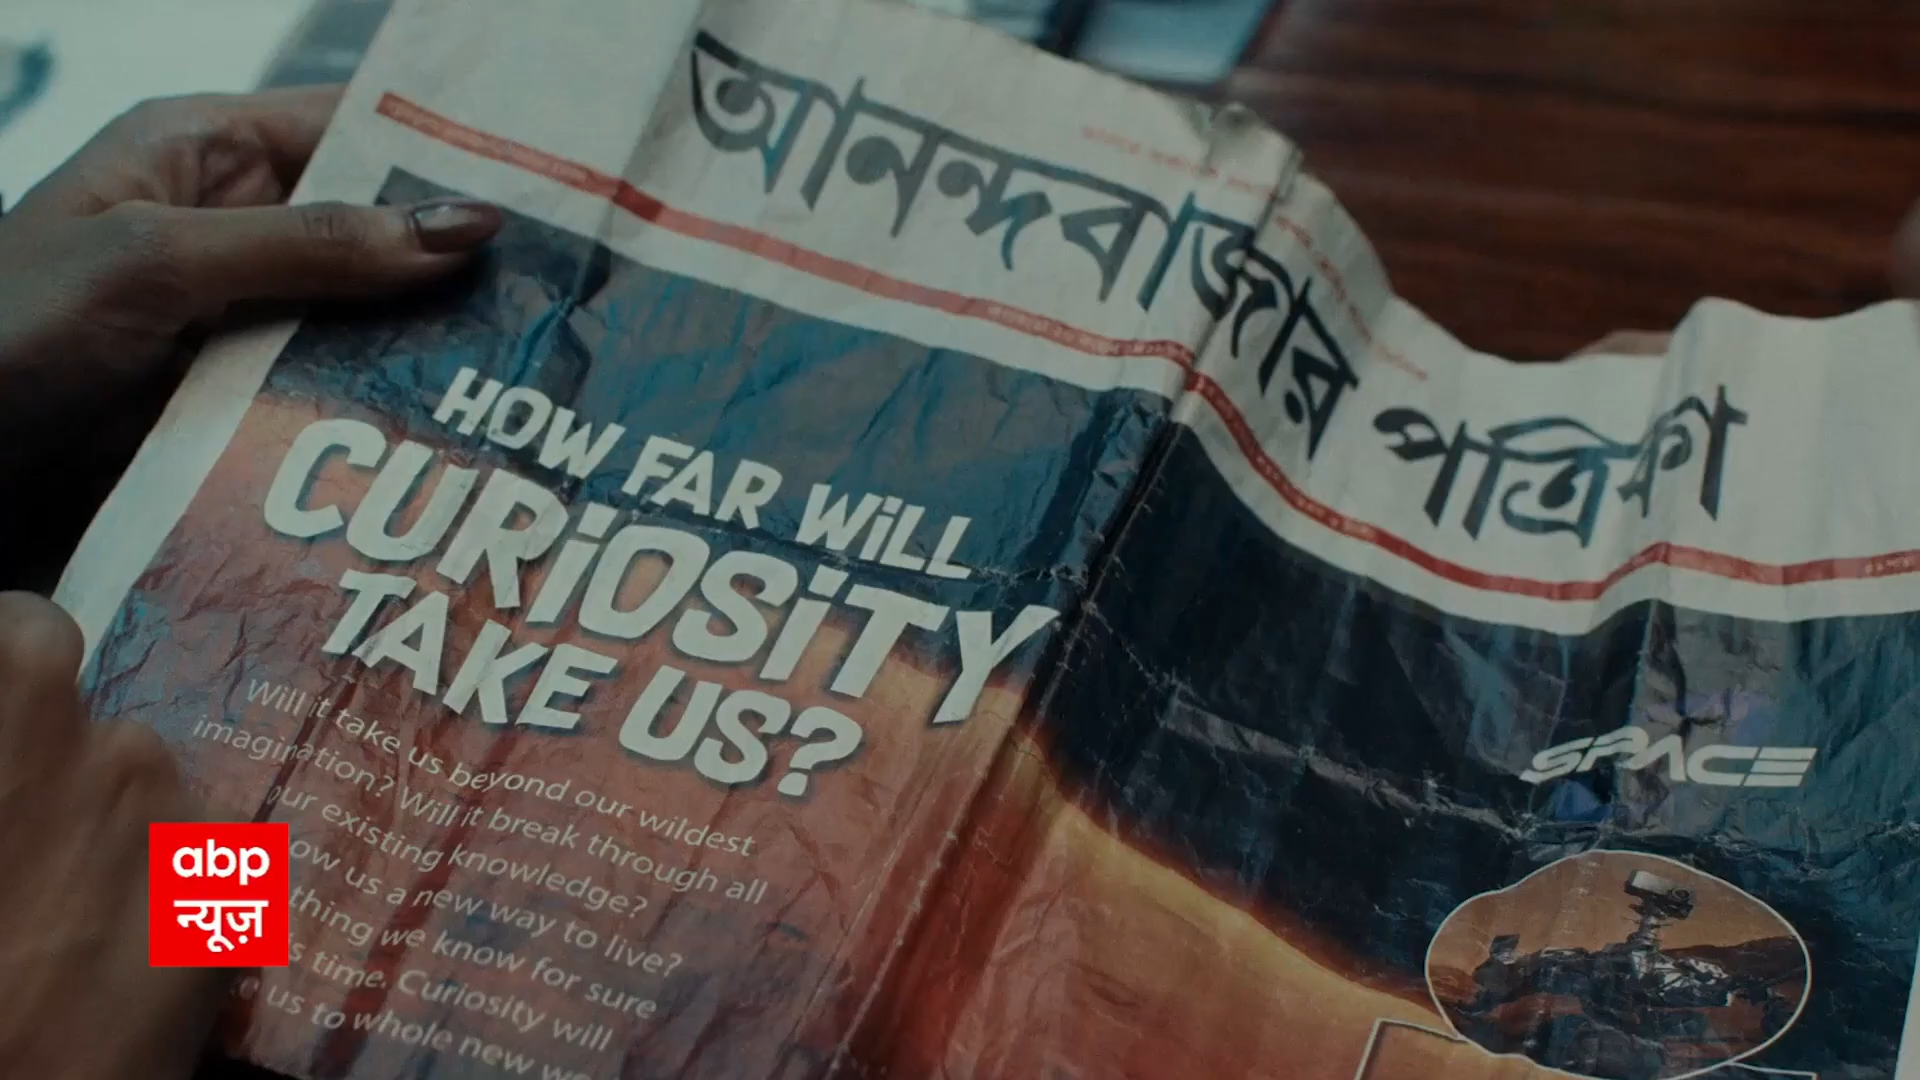 আনন্দবাজার পত্রিকা
HOW FAR WiLL
CURiOSiTY
TAKE US?
Will it take us beyond our wildest
imagination? Will it break through all
our existing knowledge?
us a new way to live?
thing we know for sure
time. Curiosity will
us to whole new
SPACE
abp
न्यूज़